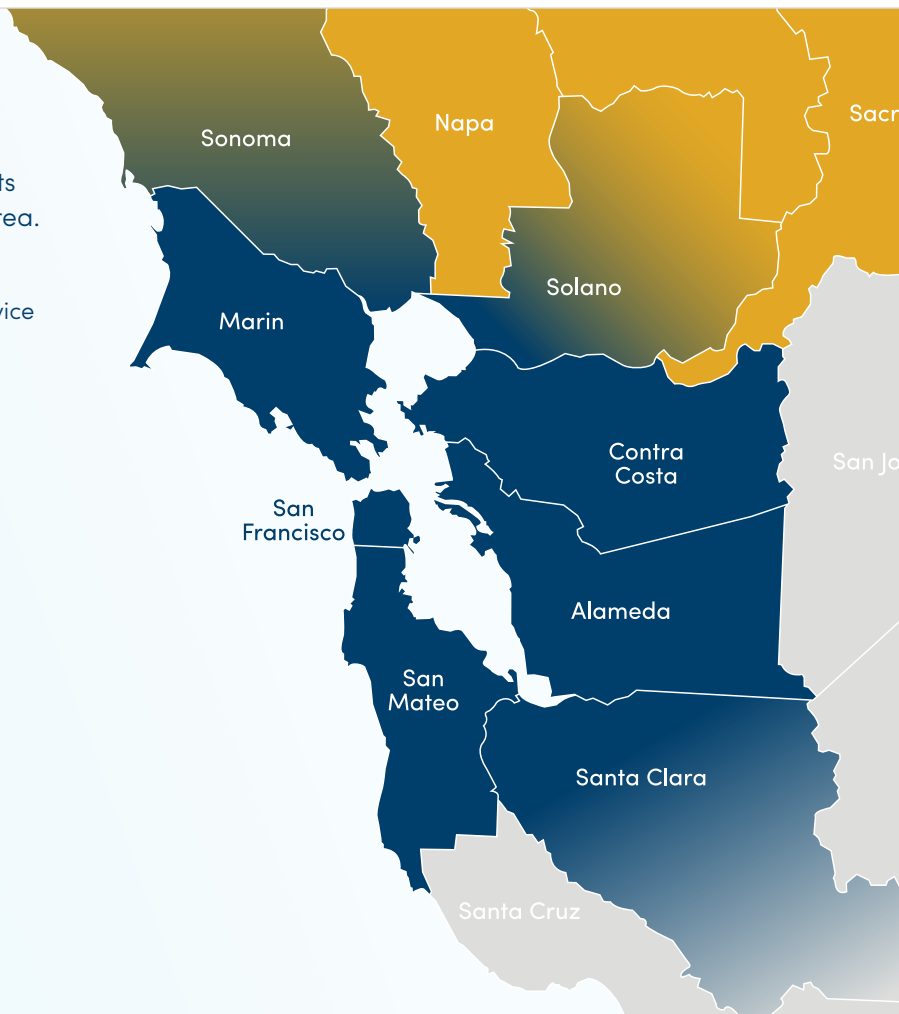 Sacr
Napa
Sonoma
ts
rea.
Solano
vice
Marin
Contra
Costa
San Jo
San
Francisco
Alameda
San
Mateo
Santa Clara
Santa Cruz